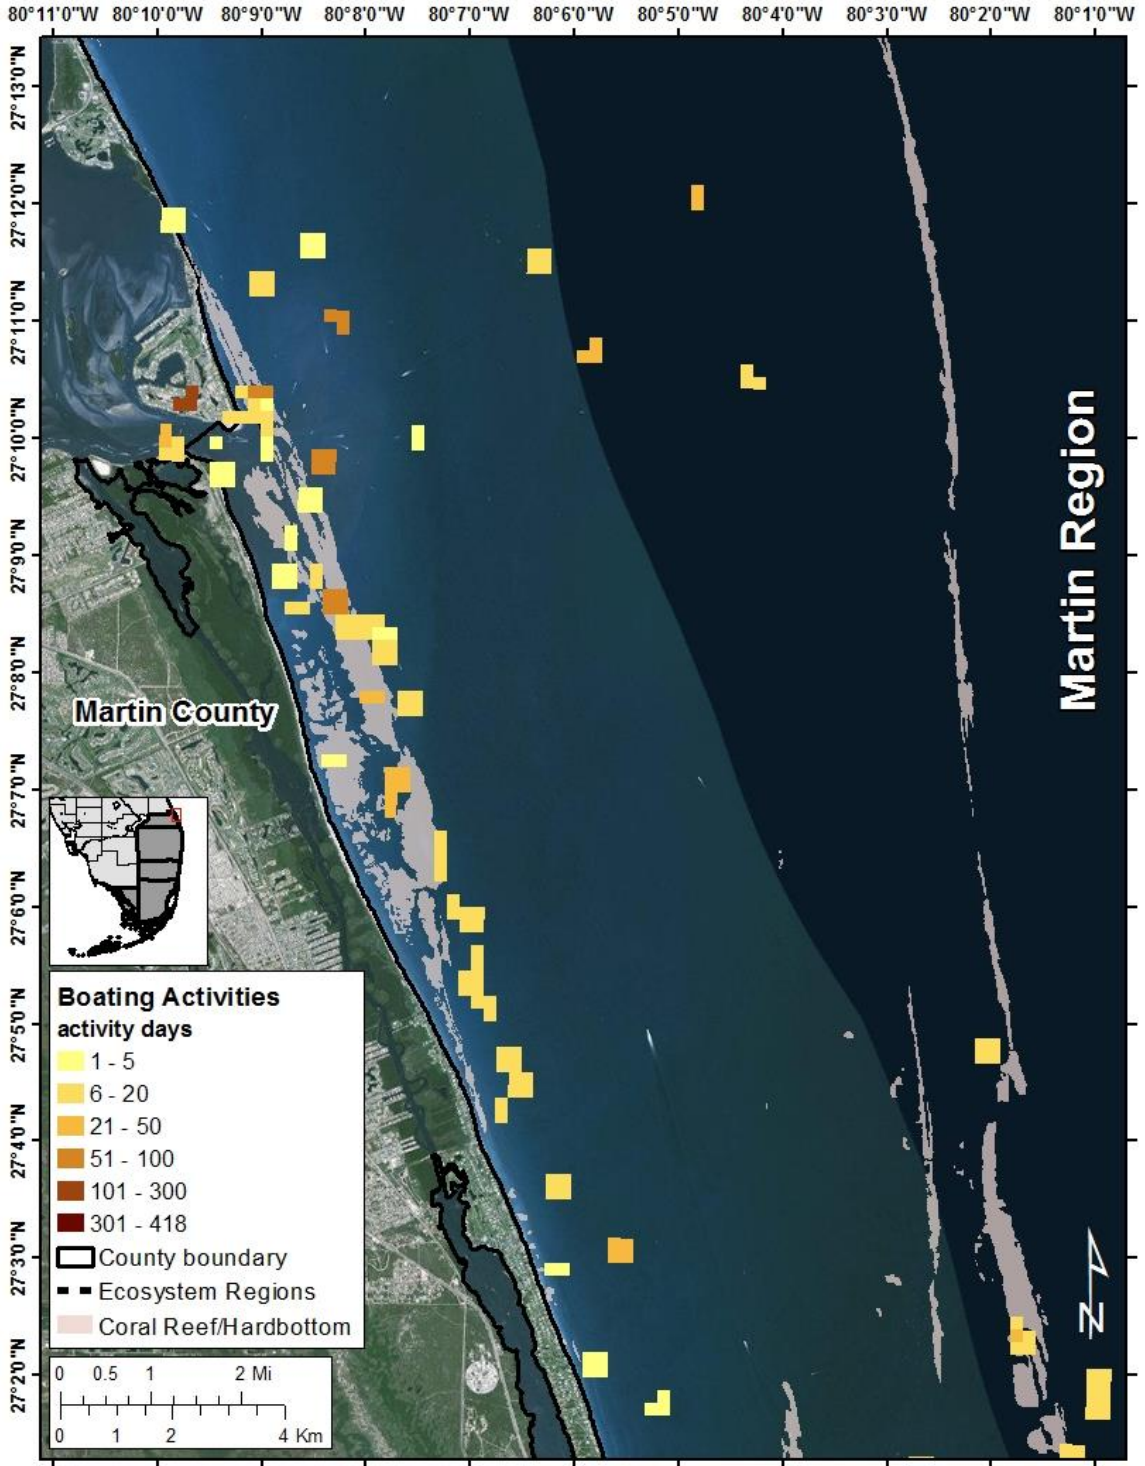 80°11'0"W 80°10'0"W 80°9'0"W 80°8'0"W 80°7'0"W 80°6'0"W 80°5'0"W 80°4'0"W 80°3'0"W 80°2'0"W 80°1'0"W
27°13'0"N
27°12'0"N
27°11'0"N
27°10'0"N
27°9'0"N
27°8'0"N
27°7'0"N
27°6'0"N
27°5'0"N
27°4'0"N
27°3'0"N
27°2'0"N
Martin Region
Martin County
Boating Activities
activity days
1 - 5
6 - 20
21 - 50
51 - 100
101 - 300
301 - 418
County boundary
Ecosystem Regions
Coral Reef/Hardbottom
0 0.5 1 2 Mi
0 1 2 4 Km
N